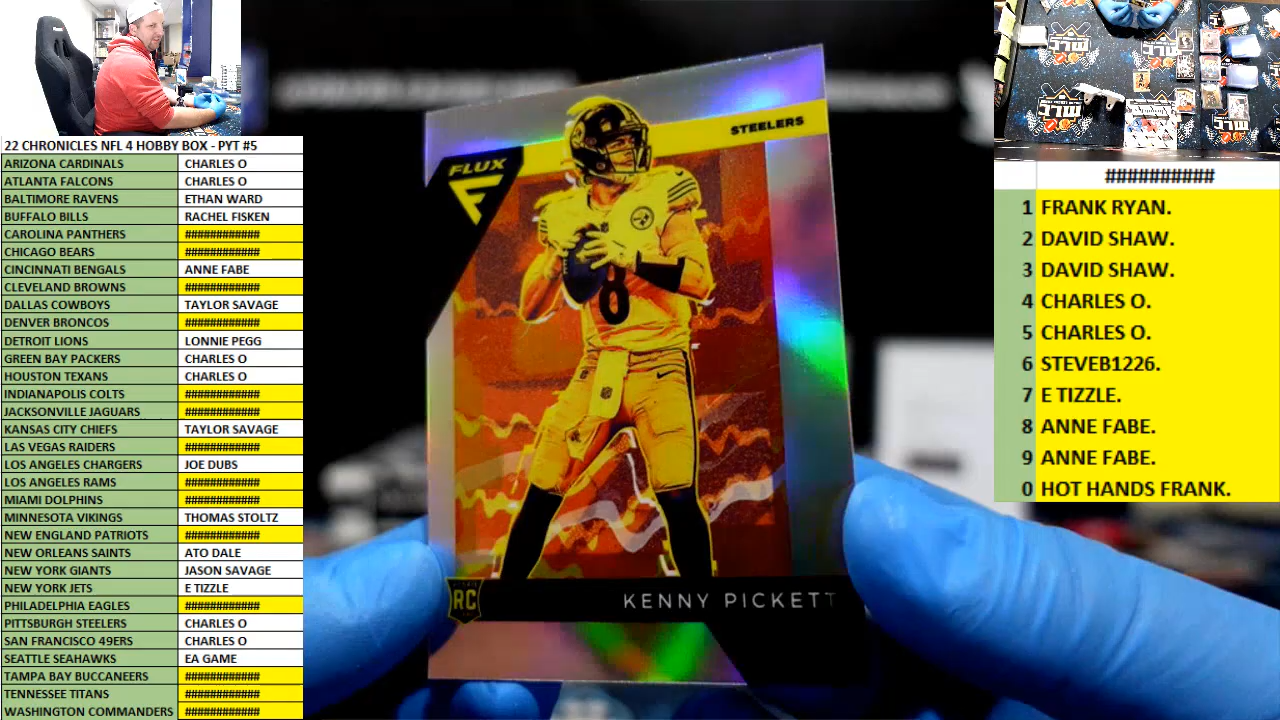 22 CHRONICLES NFL 4 HOBBY BOX - PYT #5
ARIZONA CARDINALS CHARLES O
ATLANTA FALCONS CHARLES O
BALTIMORE RAVENS ETHAN WARD
BUFFALO BILLS RACHEL FISKEN
CAROLINA PANTHERS ############
CHICAGO BEARS ############
CINCINNATI BENGALS ANNE FABE
CLEVELAND BROWNS ############
DALLAS COWBOYS TAYLOR SAVAGE
DENVER BRONCOS ############
DETROIT LIONS LONNIE PEGG
GREEN BAY PACKERS CHARLES O
HOUSTON TEXANS CHARLES O
INDIANAPOLIS COLTS ############
JACKSONVILLE JAGUARS ############
KANSAS CITY CHIEFS TAYLOR SAVAGE
LAS VEGAS RAIDERS ############
LOS ANGELES CHARGERS JOE DUBS
LOS ANGELES RAMS ############
MIAMI DOLPHINS ############
MINNESOTA VIKINGS THOMAS STOLTZ
NEW ENGLAND PATRIOTS ############
NEW ORLEANS SAINTS ATO DALE
NEW YORK GIANTS JASON SAVAGE
NEW YORK JETS E TIZZLE
PHILADELPHIA EAGLES ############
PITTSBURGH STEELERS CHARLES O
SAN FRANCISCO 49ERS CHARLES O
SEATTLE SEAHAWKS EA GAME
TAMPA BAY BUCCANEERS ############
TENNESSEE TITANS ############
WASHINGTON COMMANDERS ############
STEELERS
FLUX
F
8
RC
KENNY PICKETT
##########
1 FRANK RYAN.
2 DAVID SHAW.
3 DAVID SHAW.
4 CHARLES O.
5 CHARLES O.
6 STEVEB1226.
7 E TIZZLE.
8 ANNE FABE.
9 ANNE FABE.
0 HOT HANDS FRANK.